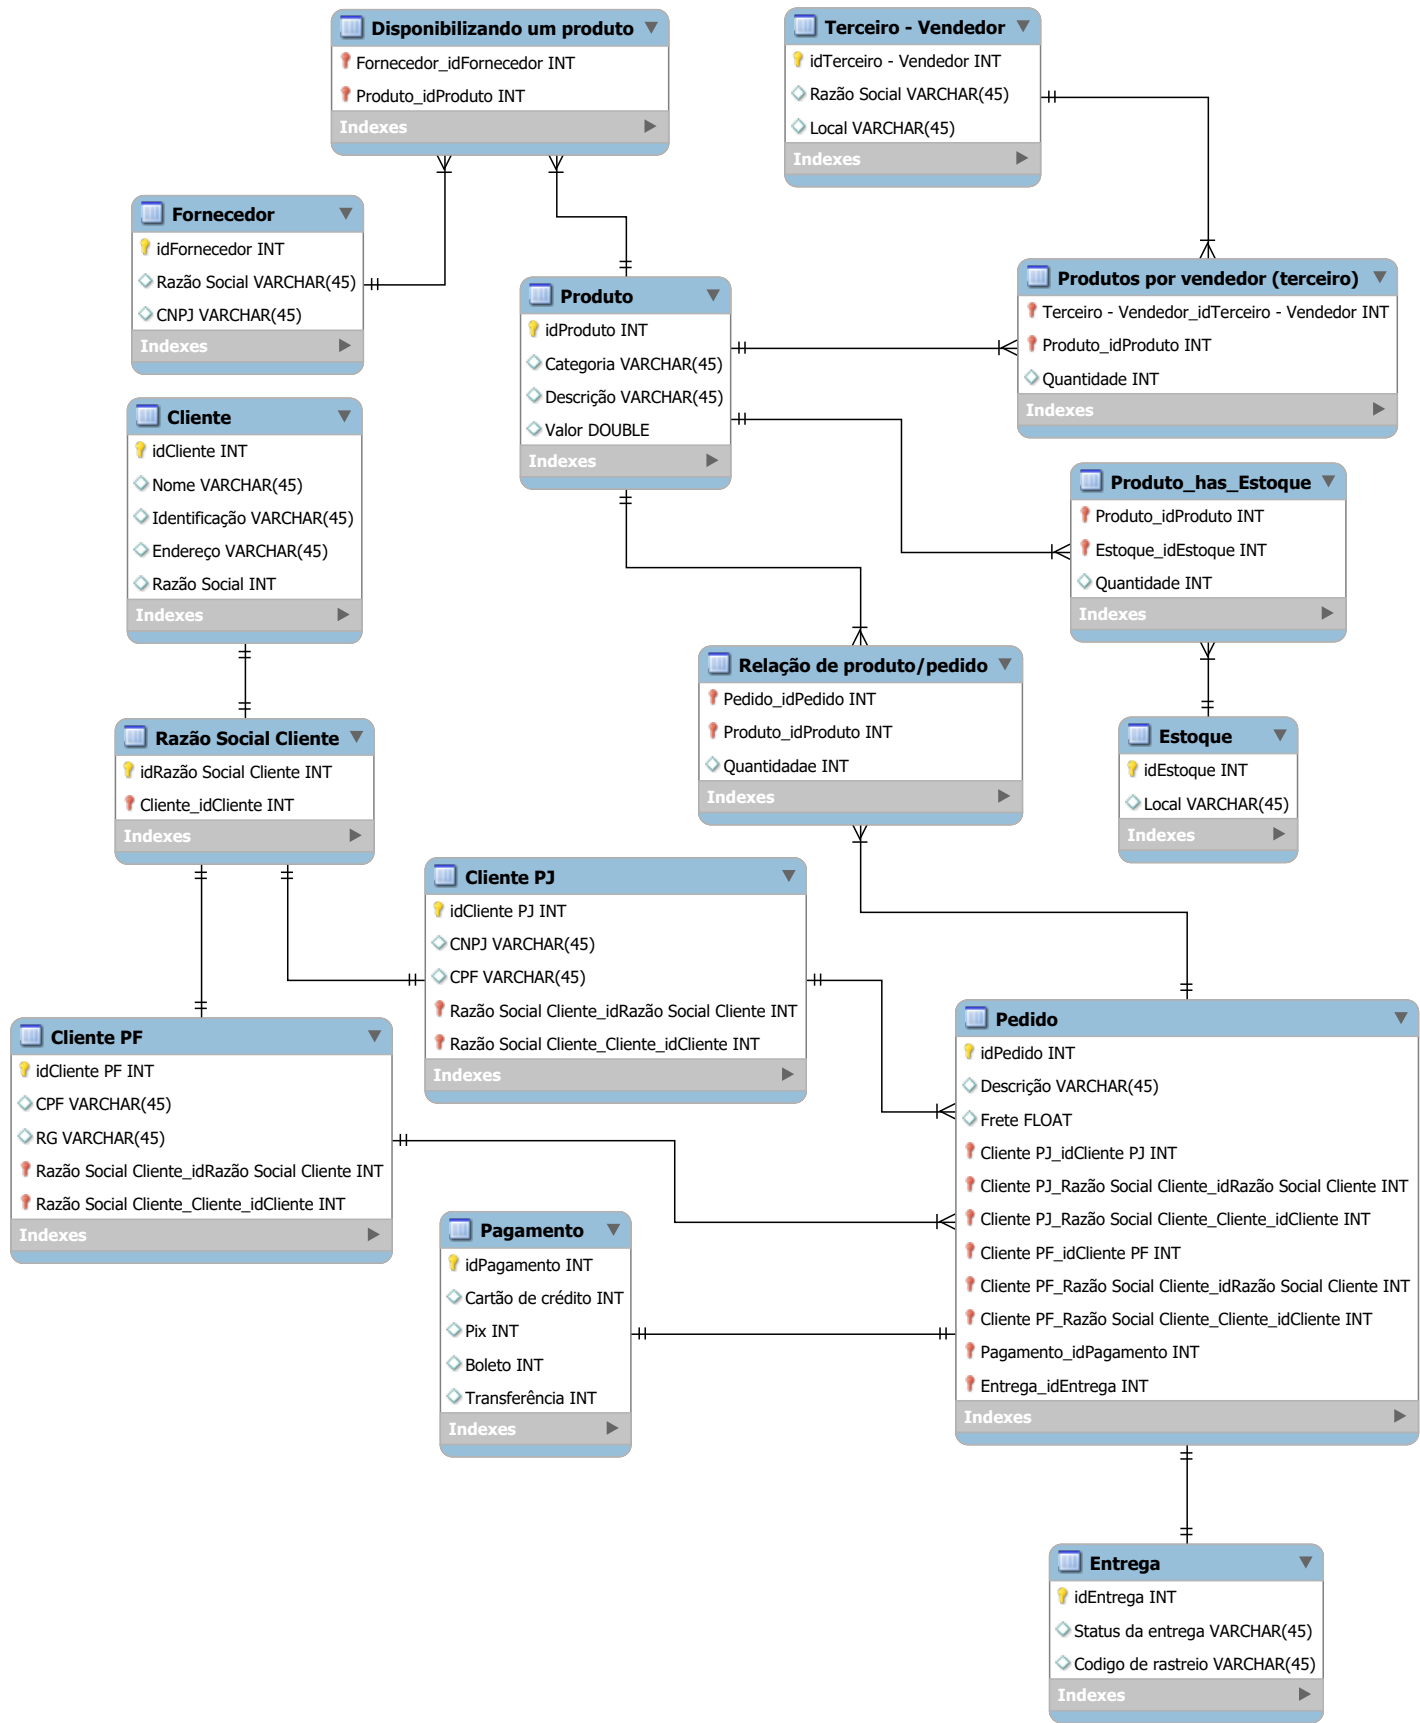 Disponibilizando um produto
Fornecedor_idFornecedor INT
Produto_idProduto INT
Indexes
Terceiro - Vendedor
idTerceiro - Vendedor INT
Razão Social VARCHAR(45)
Local VARCHAR(45)
Indexes
Fornecedor
idFornecedor INT
Razão Social VARCHAR(45)
CNPJ VARCHAR(45)
Indexes
Produto
idProduto INT
Categoria VARCHAR(45)
Descrição VARCHAR(45)
Valor DOUBLE
Indexes
Produtos por vendedor (terceiro)
Terceiro - Vendedor_idTerceiro - Vendedor INT
Produto_idProduto INT
Quantidade INT
Indexes
Cliente
idCliente INT
Nome VARCHAR(45)
Identificação VARCHAR(45)
Endereço VARCHAR(45)
Razão Social INT
Indexes
Produto_has_Estoque
Produto_idProduto INT
Estoque_idEstoque INT
Quantidade INT
Indexes
Relação de produto/pedido
Pedido_idPedido INT
Produto_idProduto INT
Quantidadae INT
Indexes
Razão Social Cliente
idRazão Social Cliente INT
Cliente_idCliente INT
Indexes
Estoque
idEstoque INT
Local VARCHAR(45)
Indexes
Cliente PJ
idCliente PJ INT
CNPJ VARCHAR(45)
CPF VARCHAR(45)
Razão Social Cliente_idRazão Social Cliente INT
Razão Social Cliente_Cliente_idCliente INT
Indexes
Cliente PF
idCliente PF INT
CPF VARCHAR(45)
RG VARCHAR(45)
Razão Social Cliente_idRazão Social Cliente INT
Razão Social Cliente_Cliente_idCliente INT
Indexes
Pedido
idPedido INT
Descrição VARCHAR(45)
Frete FLOAT
Cliente PJ_idCliente PJ INT
Cliente PJ_Razão Social Cliente_idRazão Social Cliente INT
Cliente PJ_Razão Social Cliente_Cliente_idCliente INT
Cliente PF_idCliente PF INT
Cliente PF_Razão Social Cliente_idRazão Social Cliente INT
Cliente PF_Razão Social Cliente_Cliente_idCliente INT
Pagamento_idPagamento INT
Entrega_idEntrega INT
Indexes
Pagamento
idPagamento INT
Cartão de crédito INT
Pix INT
Boleto INT
Transferência INT
Indexes
Entrega
idEntrega INT
Status da entrega VARCHAR(45)
Codigo de rastreio VARCHAR(45)
Indexes